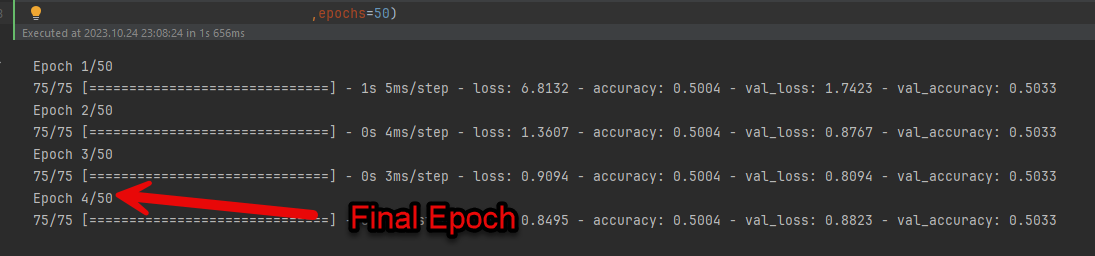 ,epochs=50)
Executed at 2023.10.24 23:08:24 in 1s 656ms
Epoch 1/50
75/75 [==============================] - 1s 5ms/step - loss: 6.8132 - accuracy: 0.5004 - val_loss: 1.7423 - val_accuracy: 0.5033
Epoch 2/50
75/75 [==============================] - 0s 4ms/step - loss: 1.3607 - accuracy: 0.5004 - val_loss: 0.8767 - val_accuracy: 0.5033
Epoch 3/50
75/75 [==============================] - 0s 3ms/step - loss: 0.9094 - accuracy: 0.5004 - val_loss: 0.8094 - val_accuracy: 0.5033
Epoch 4/50
75/75 [==============================] - 0.8495 - accuracy: 0.5004 - val_loss: 0.8823 - val_accuracy: 0.5033
Final Epoch